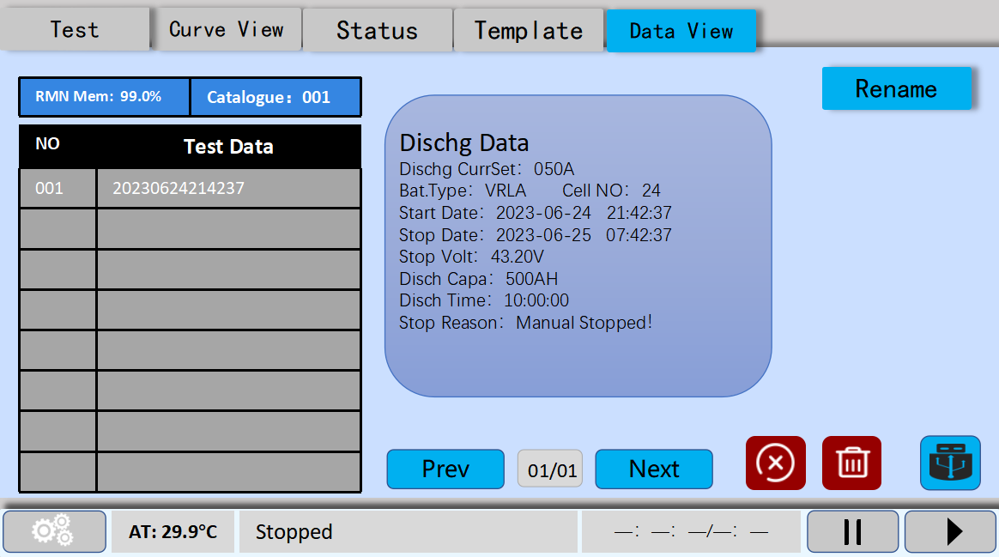 Test Curve View Status Template Data View
RMN Mem: 99.0% Catalogue: 001
Rename
NO Test Data
001 20230624214237
Dischg Data
Dischg CurrSet: 050A
Bat.Type: VRLA Cell NO: 24
Start Date: 2023-06-24 21:42:37
Stop Date: 2023-06-25 07:42:37
Stop Volt: 43.20V
Disch Capa: 500AH
Disch Time: 10:00:00
Stop Reason: Manual Stopped!
Prev 01/01 Next
AT: 29.9°C Stopped —: —: —/—: —